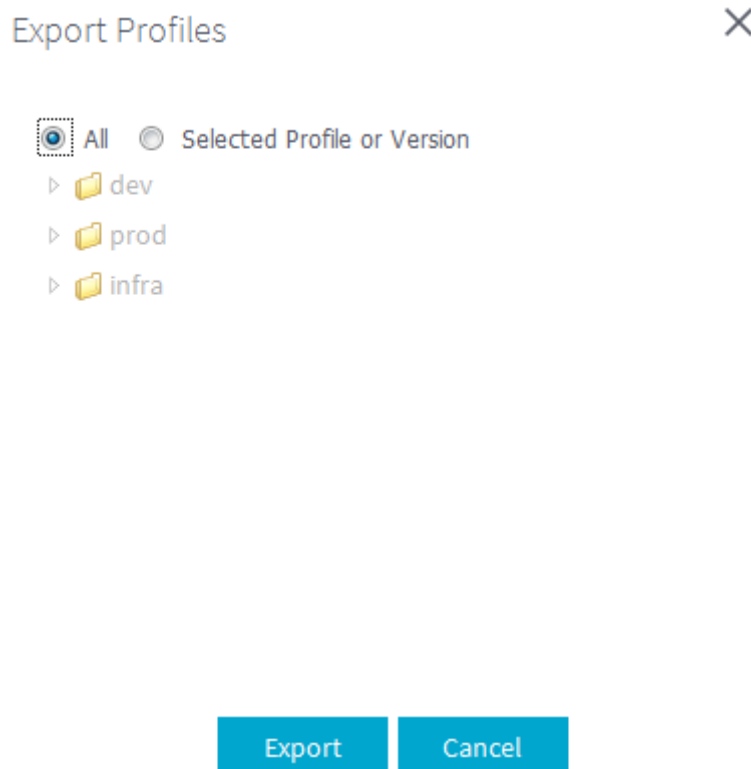 Export Profiles
All Selected Profile or Version
dev
prod
infra
Export Cancel